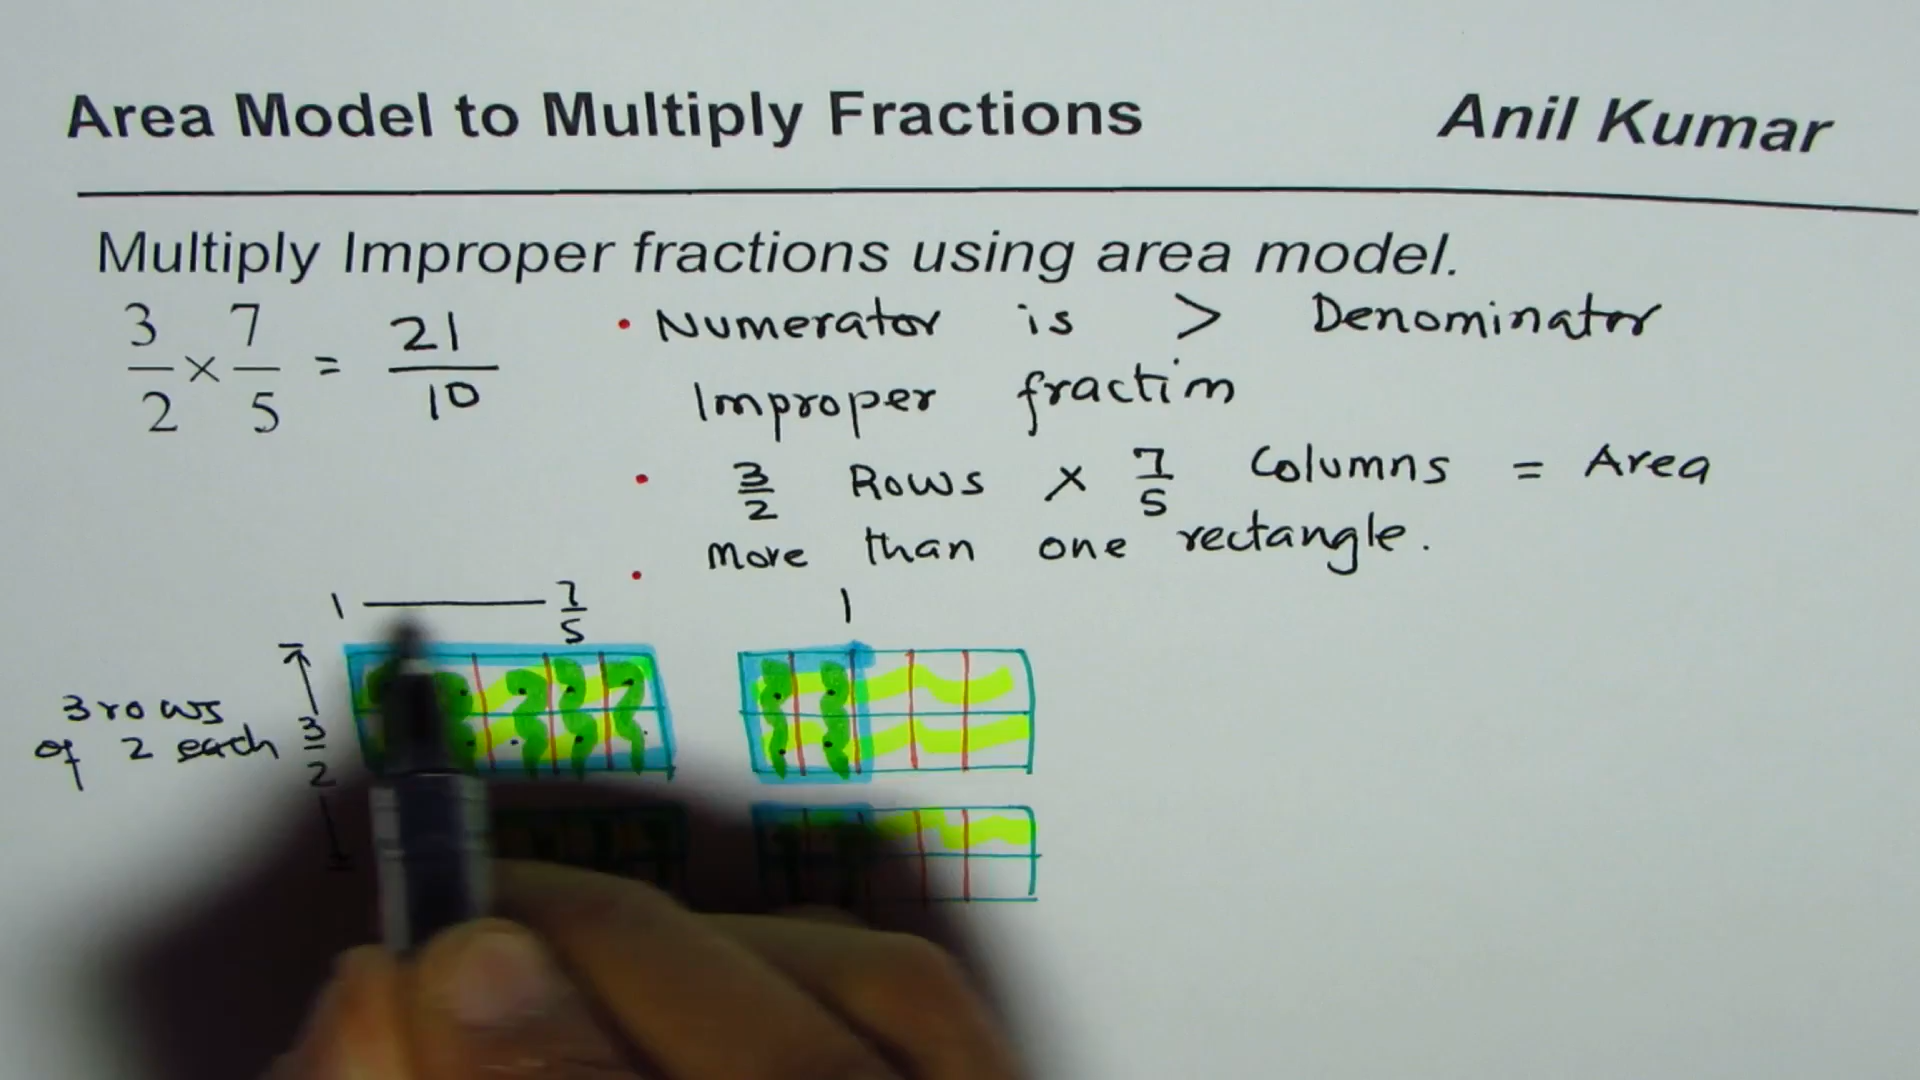 Area Model to Multiply Fractions
Anil Kumar
Multiply Improper fractions using area model.
3/2 × 7/5 = 21/10
• Numerator is > Denominator
Improper fraction
• 3/2 Rows × 7/5 Columns = Area
• more than one rectangle.
1 — 7/5
1
3 rows
of 2 each
3/2